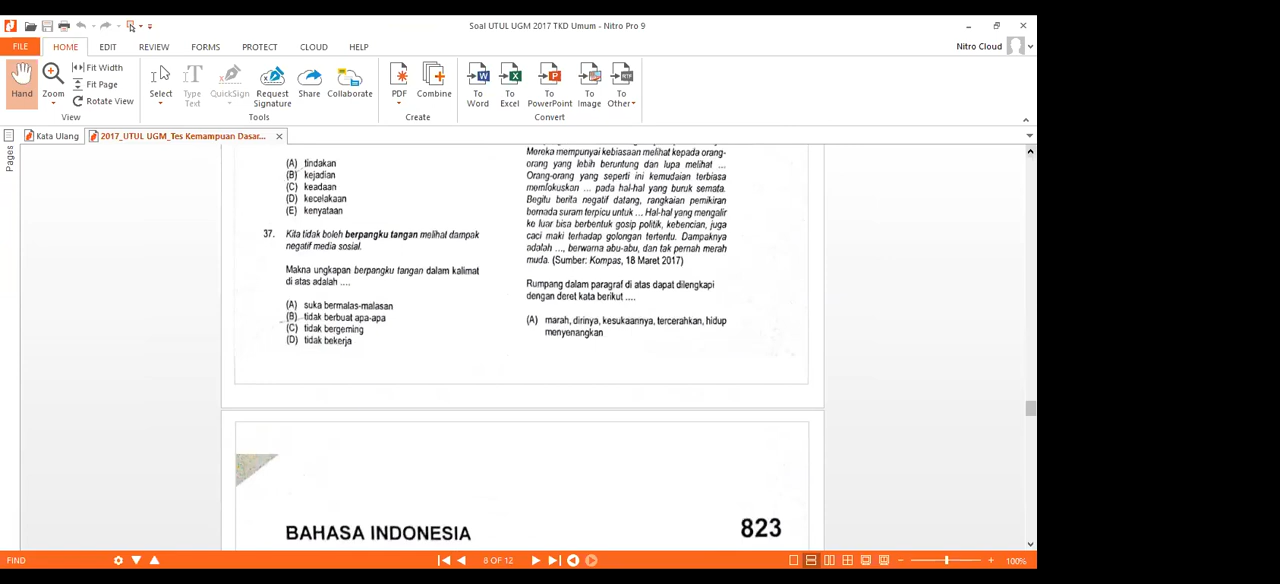 Soal UTUL UGM 2017 TKD Umum - Nitro Pro 9
FILE HOME EDIT REVIEW FORMS PROTECT CLOUD HELP
Nitro Cloud
Hand
Zoom
Fit Width
Fit Page
Rotate View
View
Select
Type Text
QuickSign
Request Signature
Share
Collaborate
Tools
PDF
Combine
Create
To Word
To Excel
To PowerPoint
To Image
To Other
Convert
Kata Ulang
2017_UTUL UGM_Tes Kemampuan Dasar...
Pages
(A) tindakan
(B) kejadian
(C) keadaan
(D) kecelakaan
(E) kenyataan
37. Kita tidak boleh berpangku tangan melihat dampak
negatif media sosial.
Makna ungkapan berpangku tangan dalam kalimat
di atas adalah ....
(A) suka bermalas-malasan
(B) tidak berbuat apa-apa
(C) tidak bergeming
(D) tidak bekerja
Mereka mempunyai kebiasaan melihat kepada orang-
orang yang lebih beruntung dan lupa melihat ...
Orang-orang yang seperti ini kemudaian terbiasa
memfokuskan ... pada hal-hal yang buruk semata.
Begitu berita negatif datang, rangkaian pemikiran
bernada suram terpicu untuk ... Hal-hal yang mengalir
ke luar bisa berbentuk gosip politik, kebencian, juga
caci maki terhadap golongan tertentu. Dampaknya
adalah ..., berwarna abu-abu, dan tak pernah merah
muda. (Sumber: Kompas, 18 Maret 2017)
Rumpang dalam paragraf di atas dapat dilengkapi
dengan deret kata berikut ....
(A) marah, dirinya, kesukaannya, tercerahkan, hidup
menyenangkan
BAHASA INDONESIA
823
FIND
8 OF 12
100%